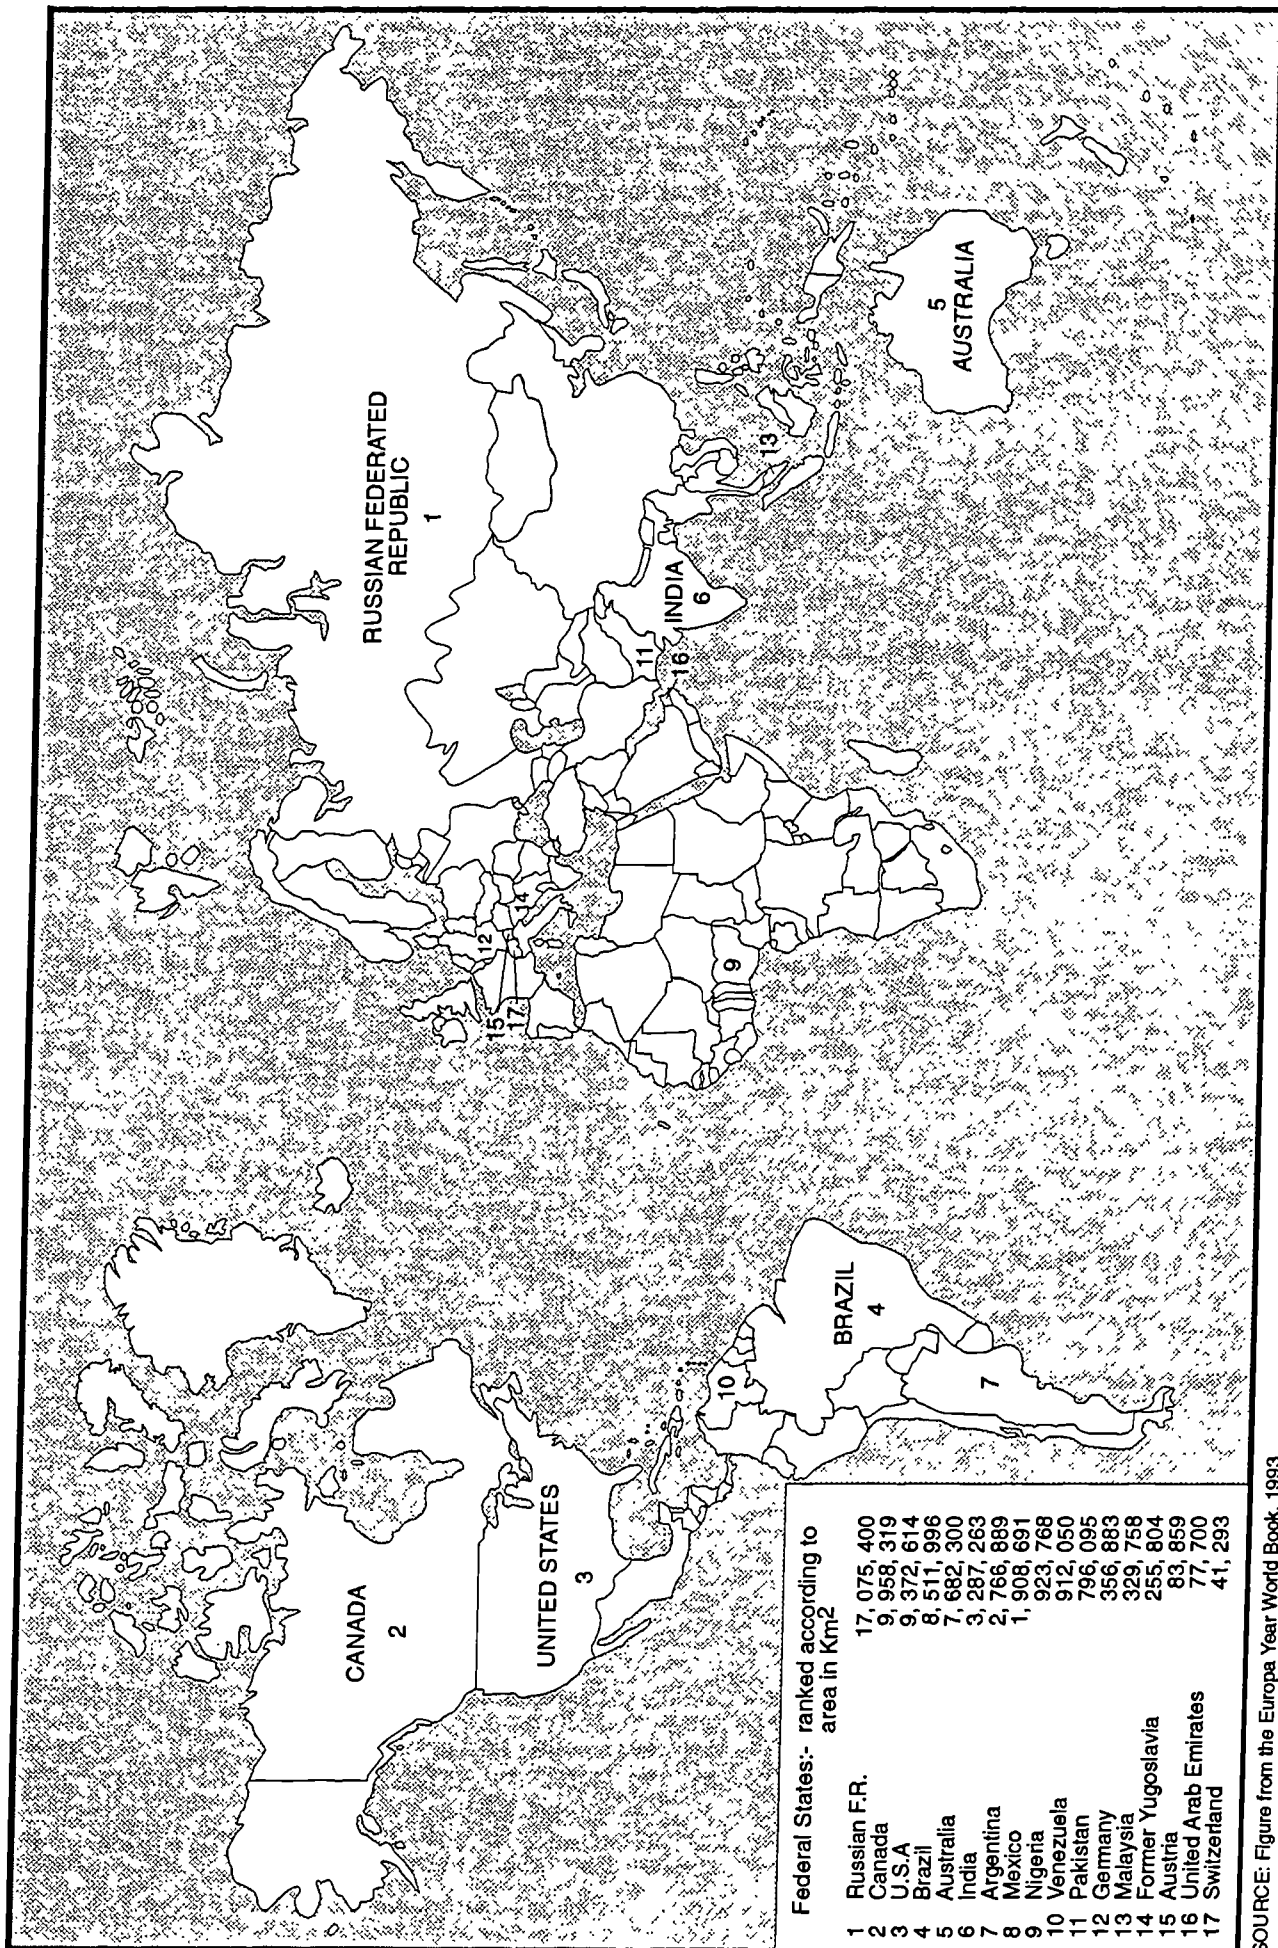 RUSSIAN FEDERATED
REPUBLIC
1
CANADA
2
UNITED STATES
3
BRAZIL
4
5
AUSTRALIA
INDIA
6
7
9
10
11
12
13
14
15
16
17
Federal States:- ranked according to
area in Km2
1 Russian F.R. 17, 075, 400
2 Canada 9, 958, 319
3 U.S.A 9, 372, 614
4 Brazil 8, 511, 996
5 Australia 7, 682, 300
6 India 3, 287, 263
7 Argentina 2, 766, 889
8 Mexico 1, 908, 691
9 Nigeria 923, 768
10 Venezuela 912, 050
11 Pakistan 796, 095
12 Germany 356, 883
13 Malaysia 329, 758
14 Former Yugoslavia 255, 804
15 Austria 83, 859
16 United Arab Emirates 77, 700
17 Switzerland 41, 293
SOURCE: Figure from the Europa Year World Book, 1993